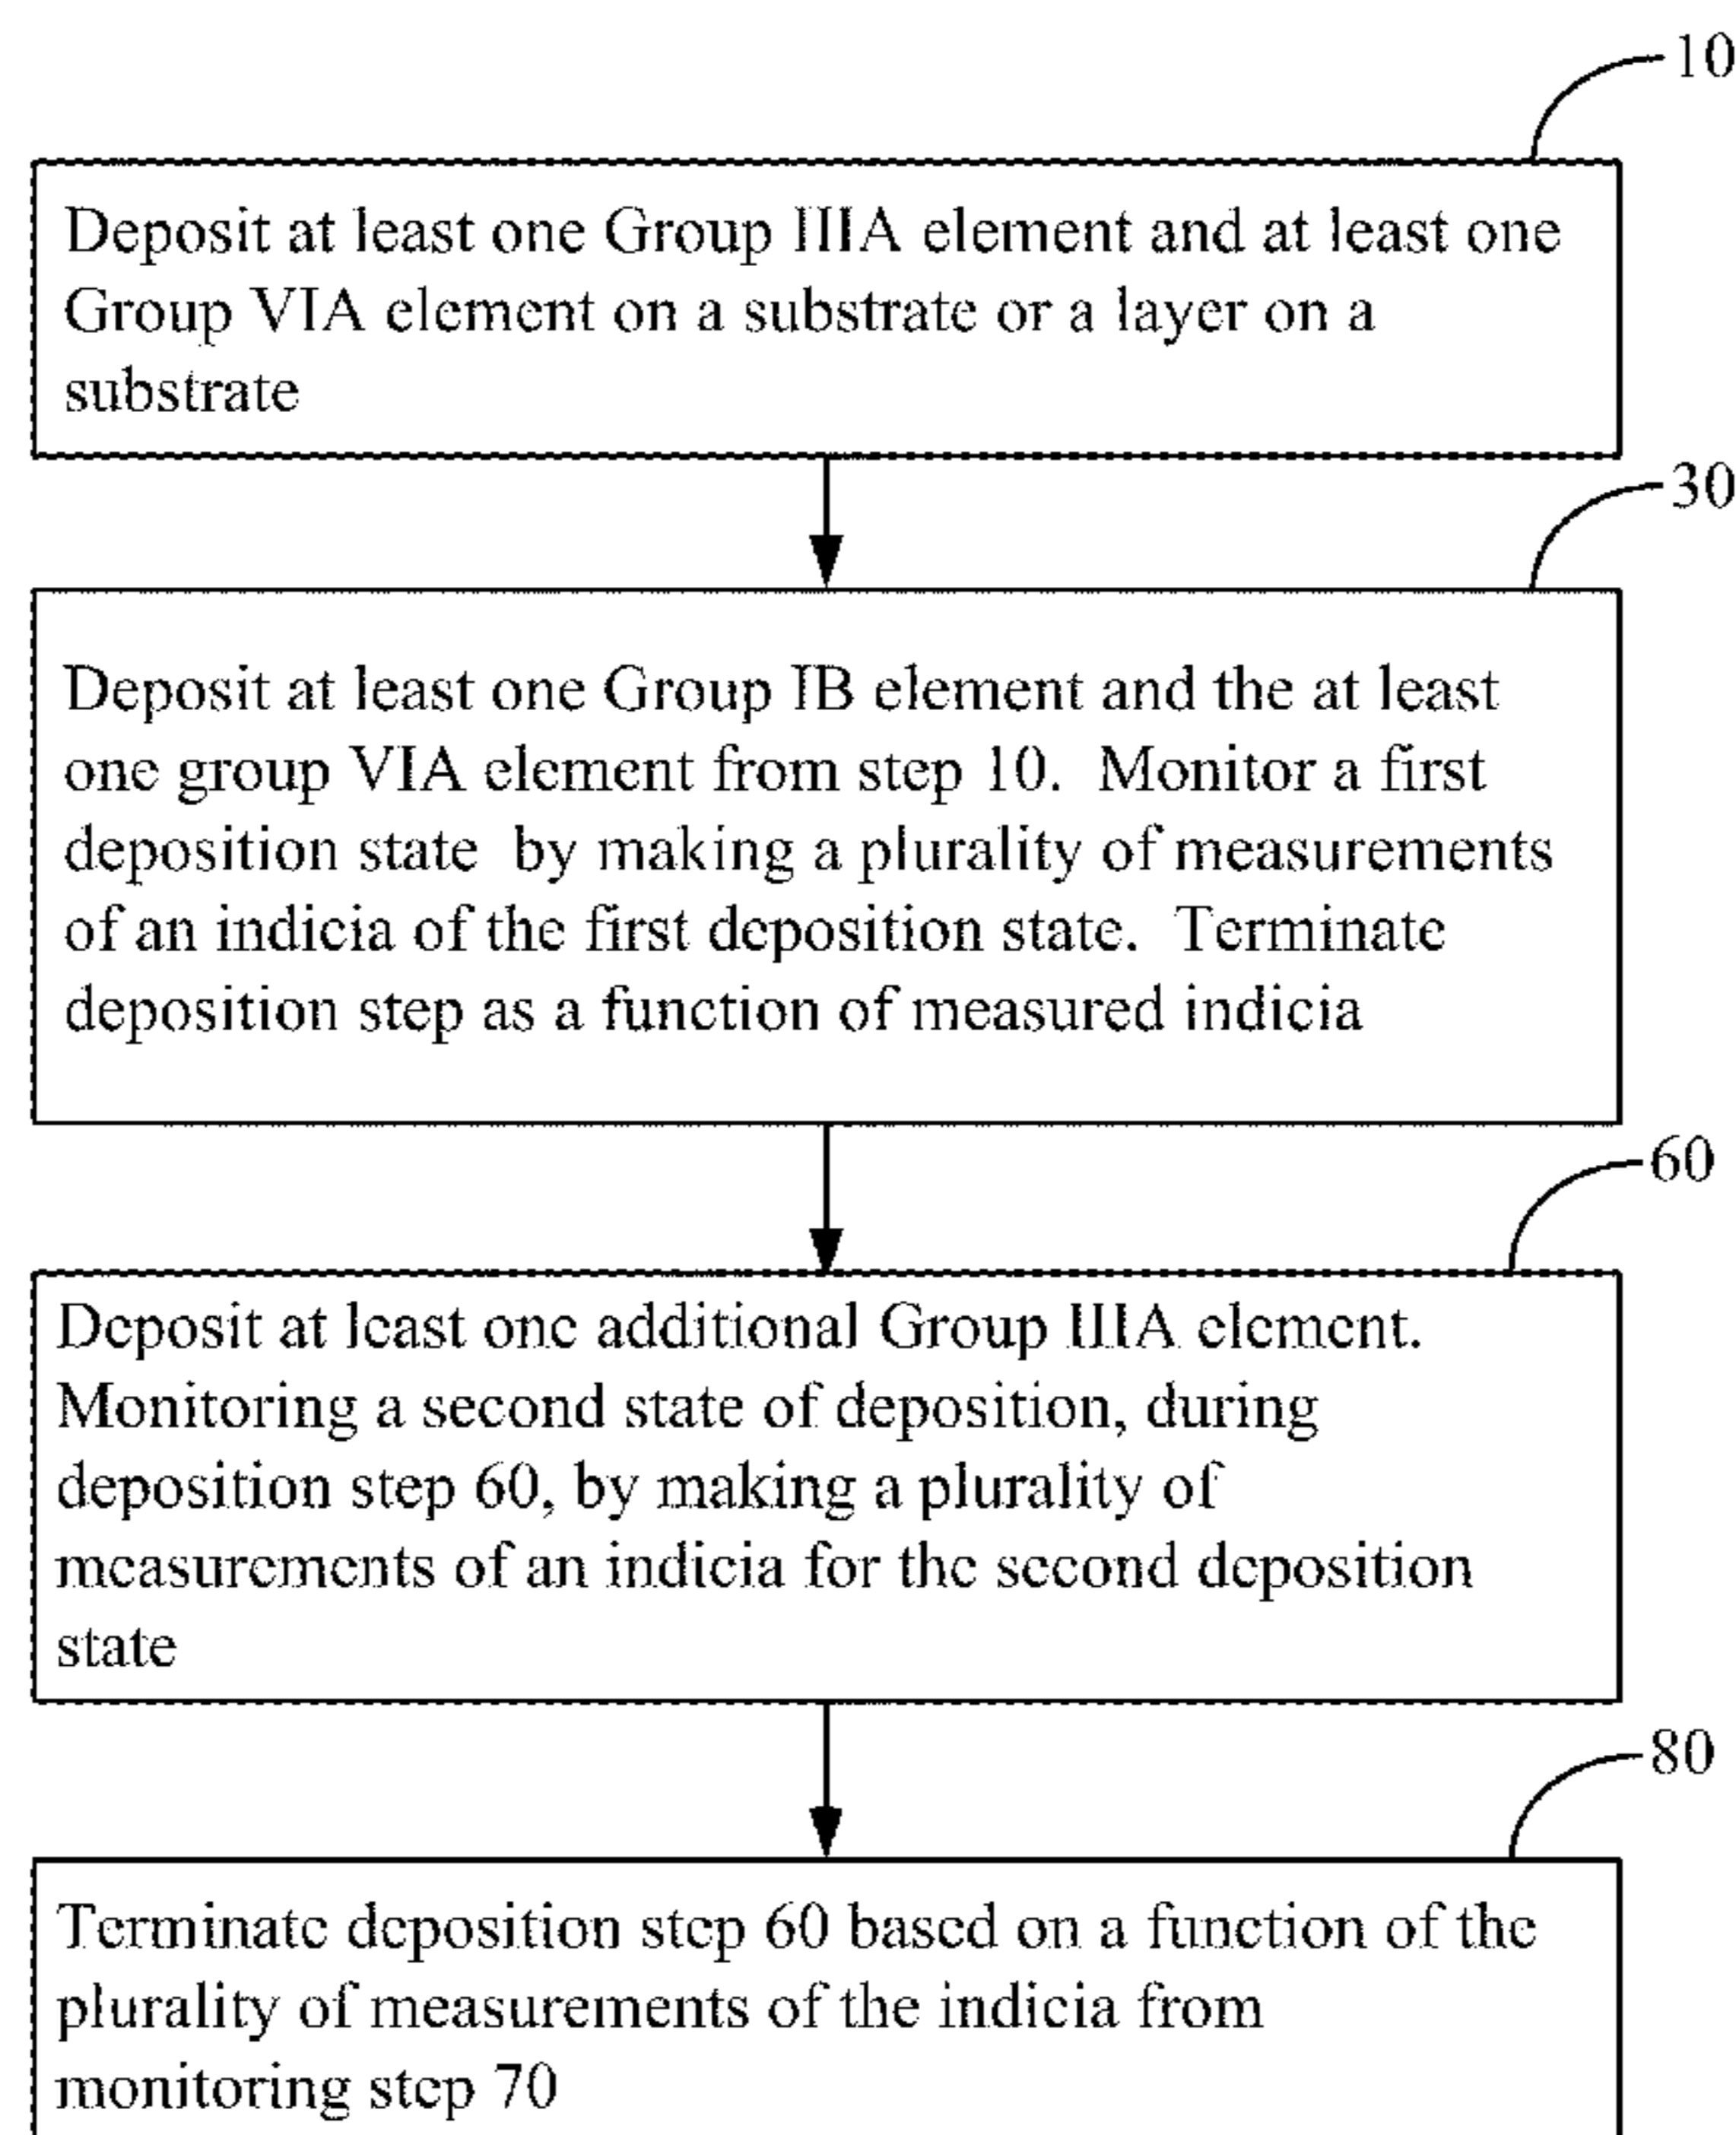 10
Deposit at least one Group IIIA element and at least one
Group VIA element on a substrate or a layer on a
substrate
30
Deposit at least one Group IB element and the at least
one group VIA element from step 10. Monitor a first
deposition state by making a plurality of measurements
of an indicia of the first deposition state. Terminate
deposition step as a function of measured indicia
60
Deposit at least one additional Group IIIA element.
Monitoring a second state of deposition, during
deposition step 60, by making a plurality of
measurements of an indicia for the second deposition
state
80
Terminate deposition step 60 based on a function of the
plurality of measurements of the indicia from
monitoring step 70